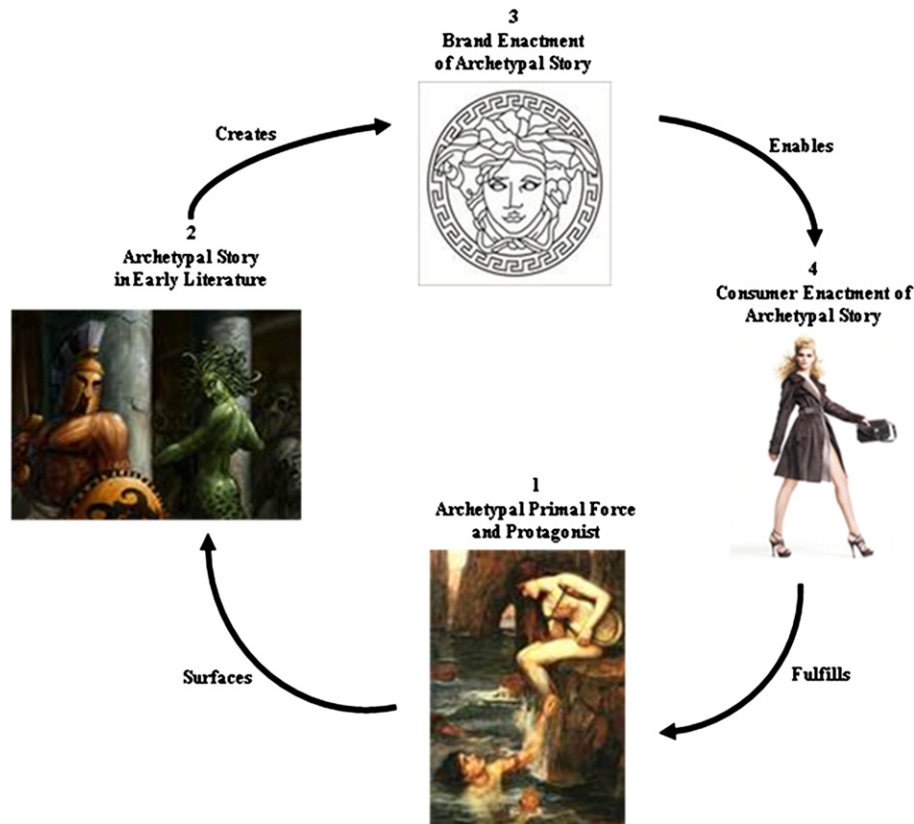 3
Brand Enactment
of Archetypal Story
Creates
Enables
2
Archetypal Story
in Early Literature
4
Consumer Enactment of
Archetypal Story
1
Archetypal Primal Force
and Protagonist
Surfaces
Fulfills